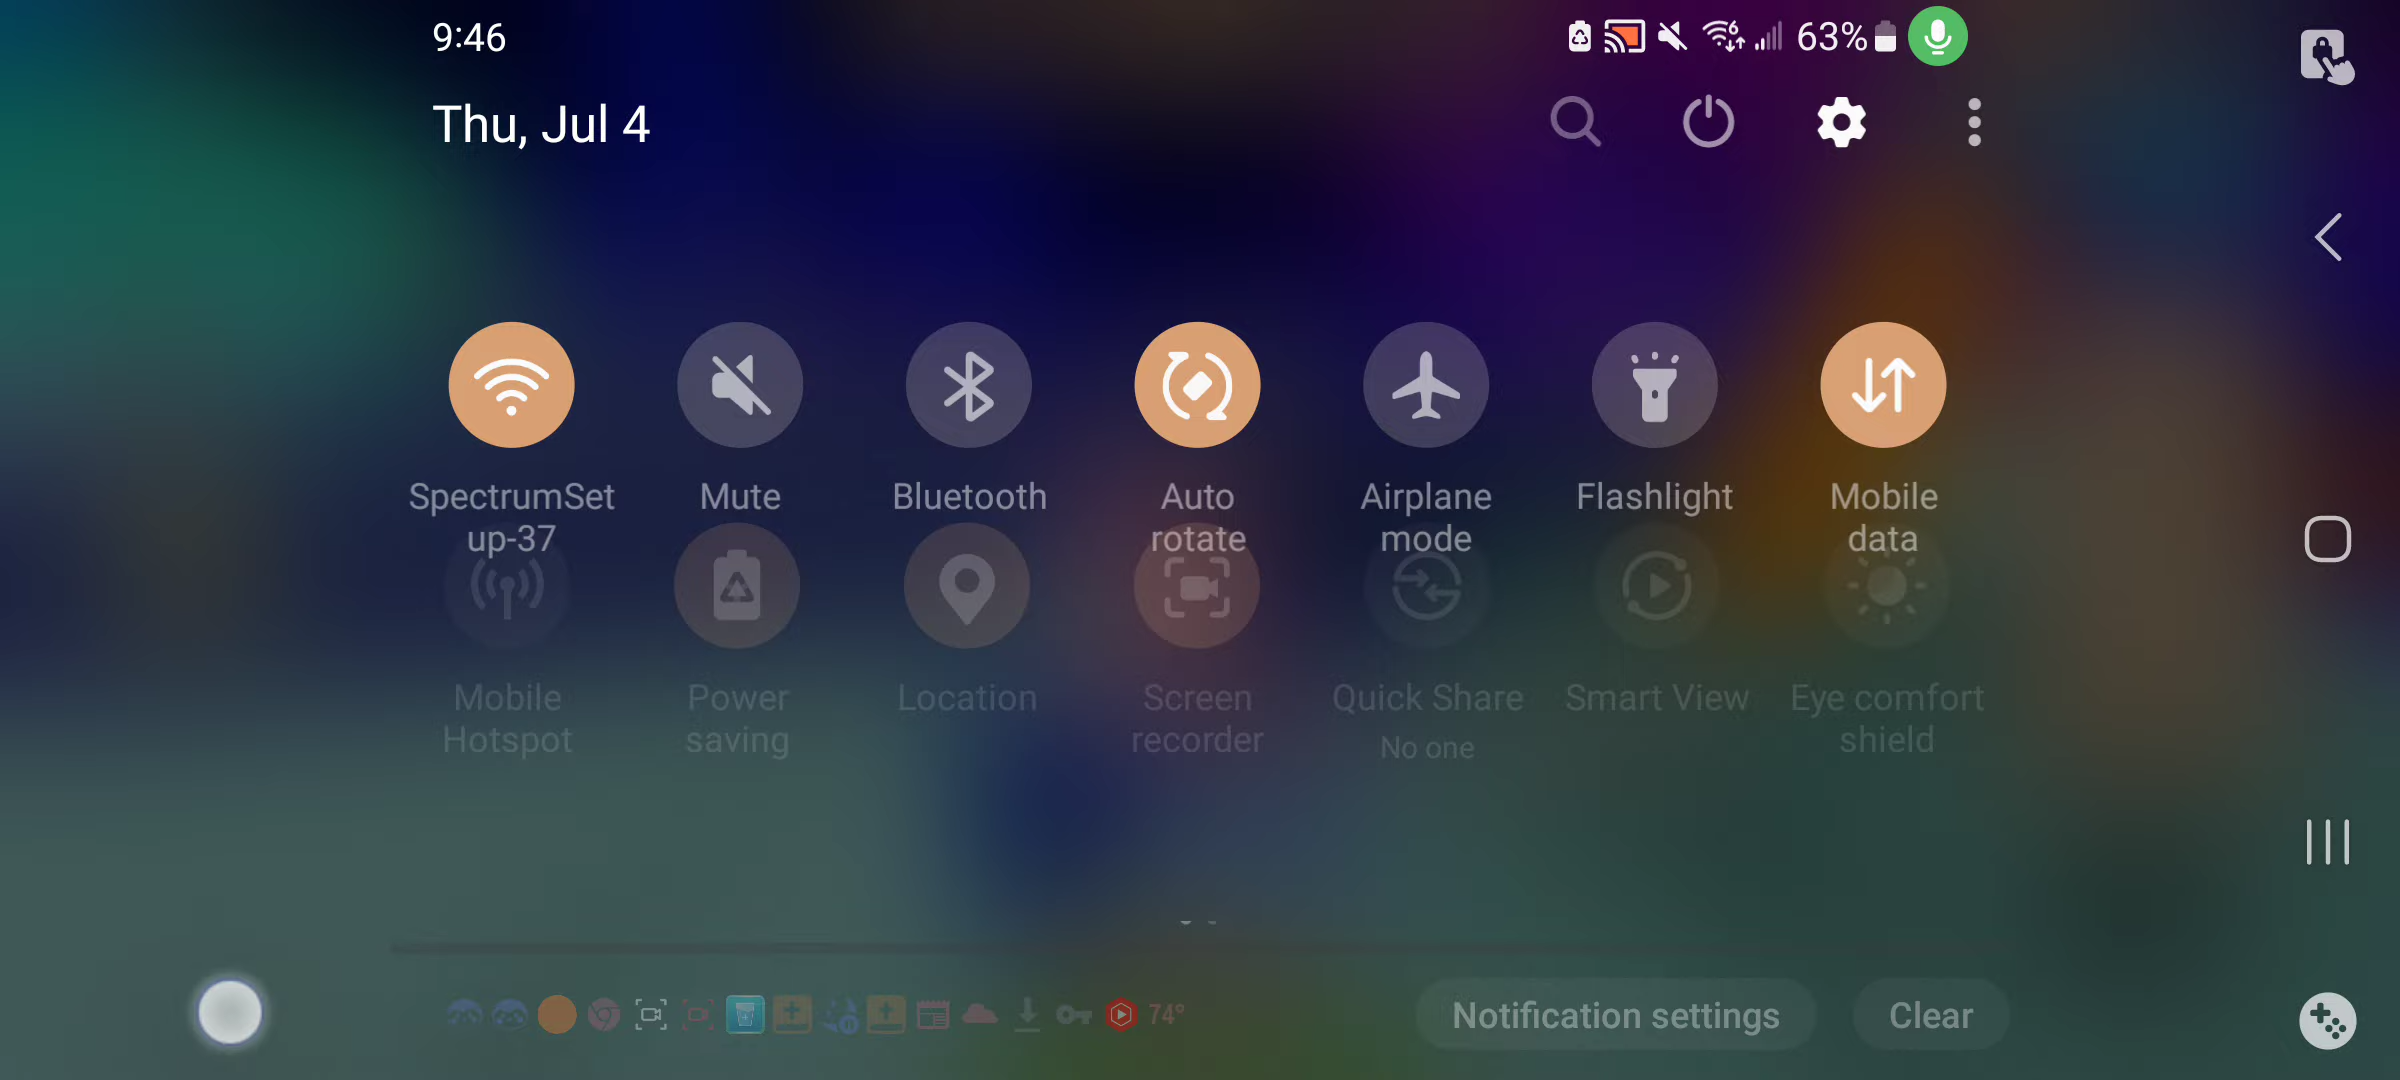 9:46
63%
Thu, Jul 4
SpectrumSet
up-37
Mute
Bluetooth
Auto
rotate
Airplane
mode
Flashlight
Mobile
data
Mobile
Hotspot
Power
saving
Location
Screen
recorder
Quick Share
No one
Smart View
Eye comfort
shield
74°
Notification settings
Clear